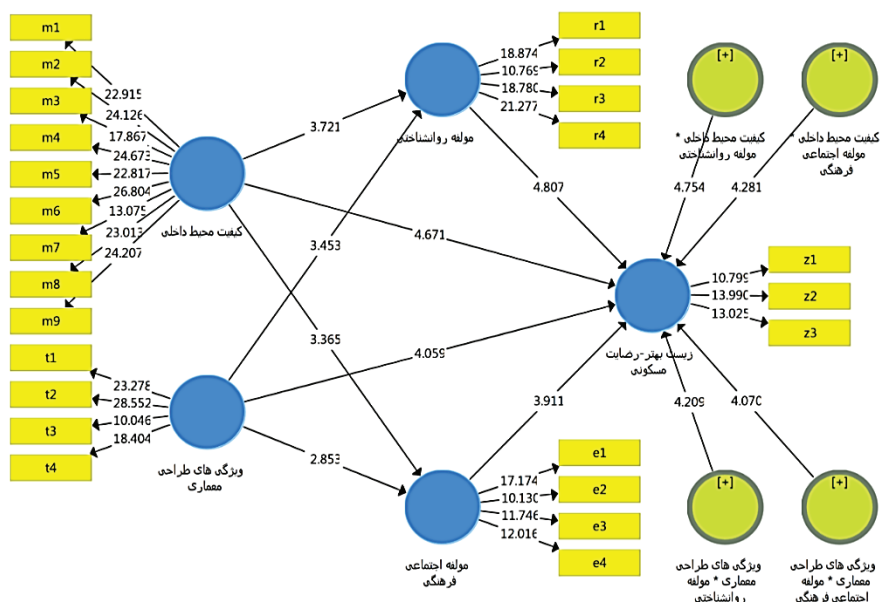 m1
m2
m3
m4
m5
m6
m7
m8
m9
t1
t2
t3
t4
22.915
24.126
17.867
24.673
22.817
26.804
13.075
23.013
24.207
کیفیت محیط داخلی
23.278
28.552
10.046
18.404
ویژگی های طراحی
معماری
3.721
3.453
4.671
3.365
4.059
2.853
مولفه روانشناختی
18.874
10.769
18.780
21.277
r1
r2
r3
r4
4.807
3.911
مولفه اجتماعی
فرهنگی
17.174
10.130
11.746
12.016
e1
e2
e3
e4
[+]
کیفیت محیط داخلی *
مولفه روانشناختی
4.754
[+]
کیفیت محیط داخلی *
مولفه اجتماعی
فرهنگی
4.281
زیست بهتر-رضایت
مسکونی
10.799
13.990
13.025
z1
z2
z3
4.209
4.070
[+]
ویژگی های طراحی
معماری * مولفه
روانشناختی
[+]
ویژگی های طراحی
معماری * مولفه
اجتماعی فرهنگی